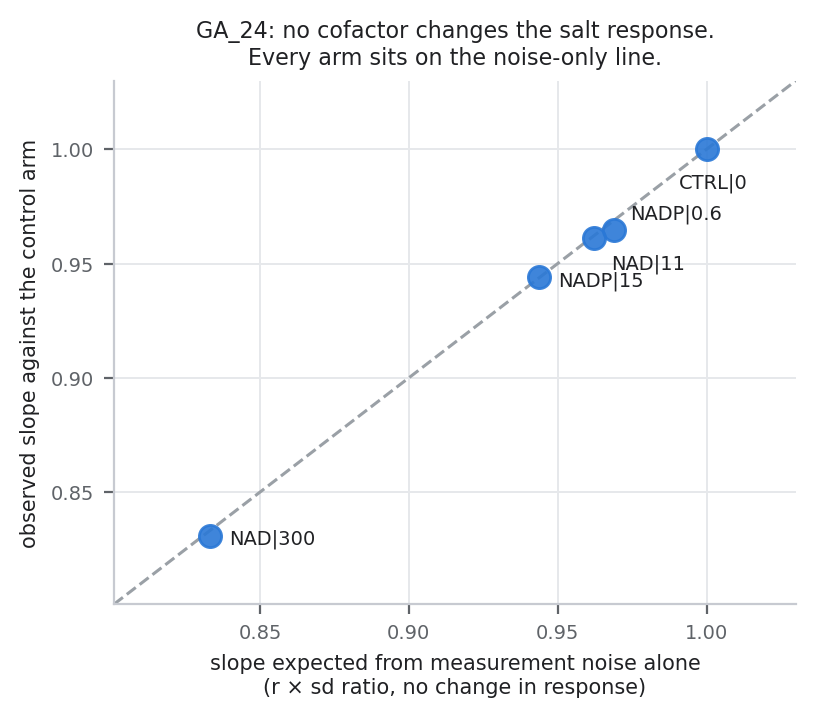 GA_24: no cofactor changes the salt response.
Every arm sits on the noise-only line.
observed slope against the control arm
1.00
0.95
0.90
0.85
CTRL|0
NADP|0.6
NAD|11
NADP|15
NAD|300
0.85
0.90
0.95
1.00
slope expected from measurement noise alone
(r × sd ratio, no change in response)